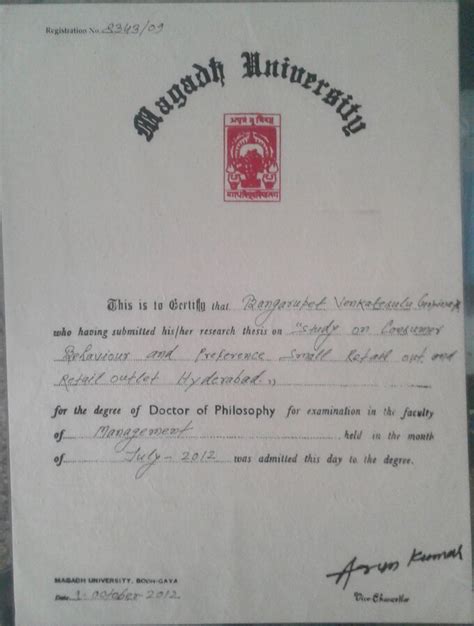 Registration No. 8343/09
Magadh University
This is to Certify that Bangarupet Venkatesulu
who having submitted his/her research thesis on "Study on Consumer
Behaviour and Preference Small Retail out and
Retail outlet Hyderabad."
for the degree of Doctor of Philosophy for examination in the faculty
of Management held in the month
of July - 2012 was admitted this day to the degree.
Arun Kumar
MAGADH UNIVERSITY, BODH-GAYA
Date 1-October-2012
Vice-Chancellor